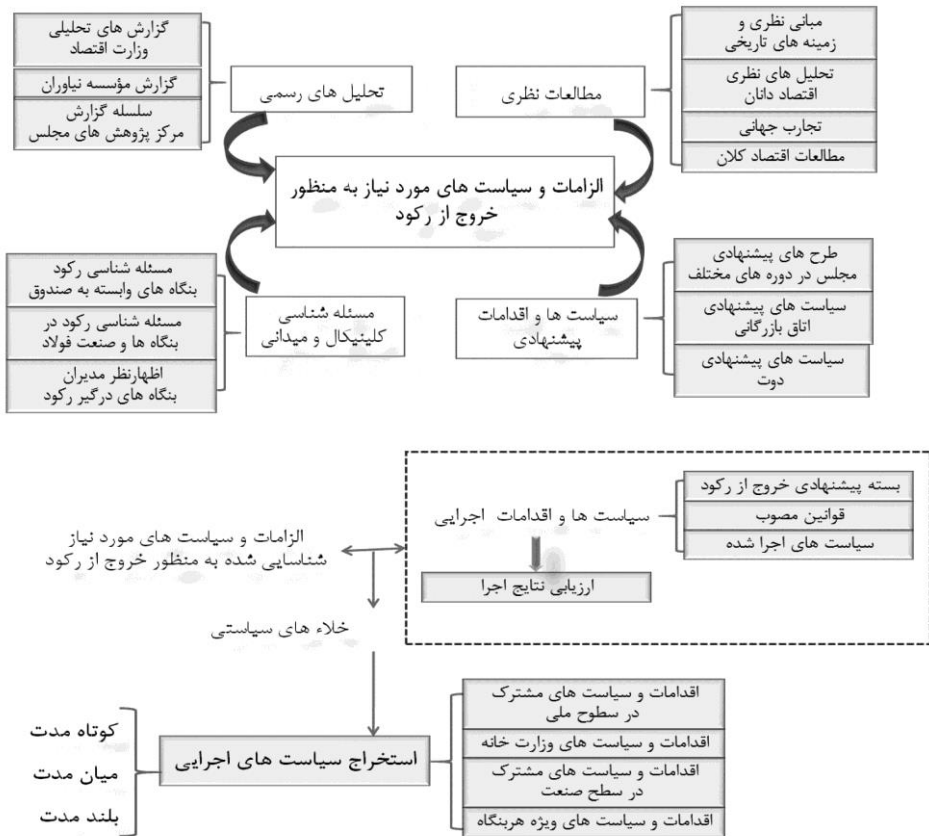 مبانی نظری و
زمینه های تاریخی
تحلیل های نظری
اقتصاد دانان
تجارب جهانی
مطالعات اقتصاد کلان
مطالعات نظری
تحلیل های رسمی
گزارش های تحلیلی
وزارت اقتصاد
گزارش مؤسسه نیاوران
سلسله گزارش
مرکز پژوهش های مجلس
الزامات و سیاست های مورد نیاز به منظور
خروج از رکود
طرح های پیشنهادی
مجلس در دوره های مختلف
سیاست های پیشنهادی
اتاق بازرگانی
سیاست های پیشنهادی
دوت
سیاست ها و اقدامات
پیشنهادی
مسئله شناسی
کلینیکال و میدانی
مسئله شناسی رکود
بنگاه های وابسته به صندوق
مسئله شناسی رکود در
بنگاه ها و صنعت فولاد
اظهارنظر مدیران
بنگاه های درگیر رکود
بسته پیشنهادی خروج از رکود
قوانین مصوب
سیاست های اجرا شده
سیاست ها و اقدامات اجرایی
ارزیابی نتایج اجرا
الزامات و سیاست های مورد نیاز
شناسایی شده به منظور خروج از رکود
خلاء های سیاستی
اقدامات و سیاست های مشترک
در سطوح ملی
اقدامات و سیاست های وزارت خانه
اقدامات و سیاست های مشترک
در سطح صنعت
اقدامات و سیاست های ویژه هربنگاه
استخراج سیاست های اجرایی
کوتاه مدت
میان مدت
بلند مدت